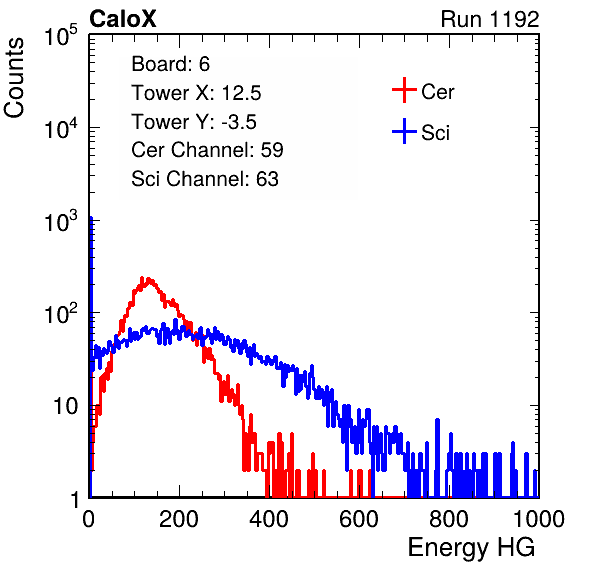 CaloX Run 1192
Counts
Board: 6
Tower X: 12.5
Tower Y: -3.5
Cer Channel: 59
Sci Channel: 63
Cer
Sci
10^5
10^4
10^3
10^2
10
1
0 200 400 600 800 1000
Energy HG